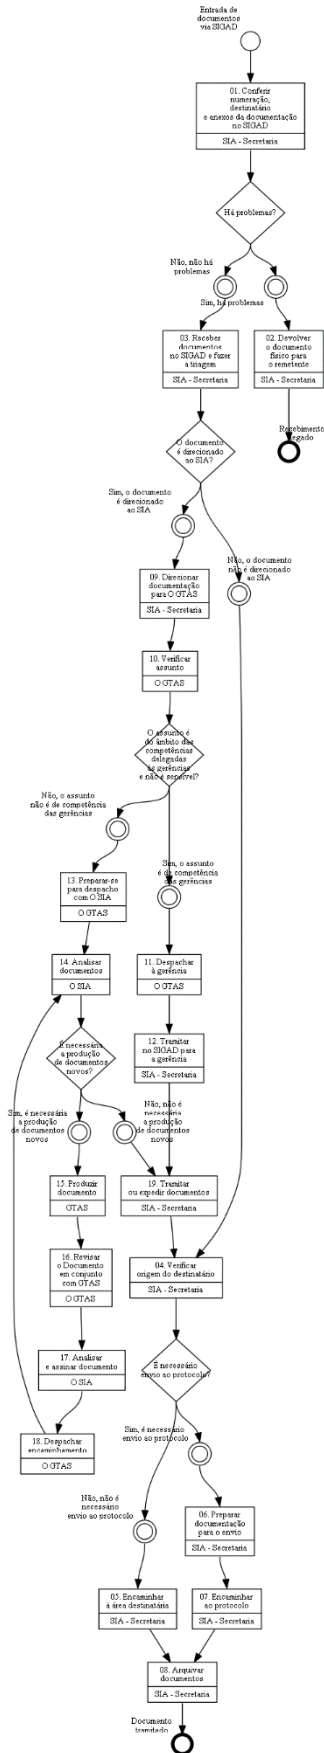 Entrada de
documentos
via SIGAD
01. Conferir
numeração,
destinatário
e anexos da documentação
no SIGAD
SIA - Secretaria
Há problemas?
Não, não há
problemas
Sim, há problemas
03. Receber
documentos
no SIGAD e fazer
a triagem
SIA - Secretaria
02. Devolver
o documento
físico para
o remetente
SIA - Secretaria
Recebimento
negado
O documento
é direcionado
ao SIA?
Sim, o documento
é direcionado
ao SIA
Não, o documento
não é direcionado
ao SIA
09. Direcionar
documentação
para O GTAS
SIA - Secretaria
10. Verificar
assunto
O GTAS
O assunto é
do âmbito das
competências
delegadas
às gerências
e não é sensível?
Não, o assunto
não é de competência
das gerências
Sim, o assunto
é de competência
das gerências
13. Preparar-se
para despacho
com O SIA
O GTAS
14. Analisar
documentos
O SIA
11. Despachar
à gerência
O GTAS
12. Tramitar
no SIGAD para
a gerência
SIA - Secretaria
É necessária
a produção
de documentos
novos?
Sim, é necessária
a produção
de documentos
novos
Não, não é
necessária
a produção
de documentos
novos
15. Produzir
documento
GTAS
19. Tramitar
ou expedir documentos
SIA - Secretaria
16. Revisar
o Documento
em conjunto
com GTAS
O GTAS
04. Verificar
origem do destinatário
SIA - Secretaria
17. Analisar
e assinar documento
O SIA
É necessário
envio ao protocolo?
18. Despachar
encaminhamento
O GTAS
Sim, é necessário
envio ao protocolo
Não, não é
necessário
envio ao protocolo
06. Preparar
documentação
para o envio
SIA - Secretaria
05. Encaminhar
à área destinatária
SIA - Secretaria
07. Encaminhar
ao protocolo
SIA - Secretaria
08. Arquivar
documentos
SIA - Secretaria
Documento
tramitado